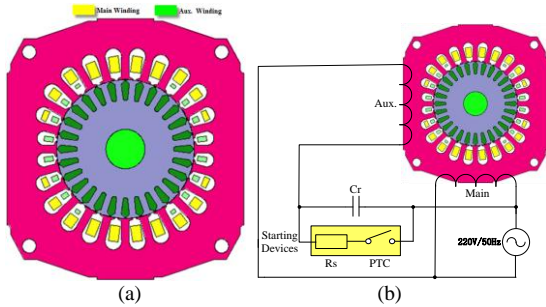 Main Winding
Aux. Winding
Aux.
Cr
Main
Starting
Devices
220V/50Hz
Rs
PTC
(a)
(b)